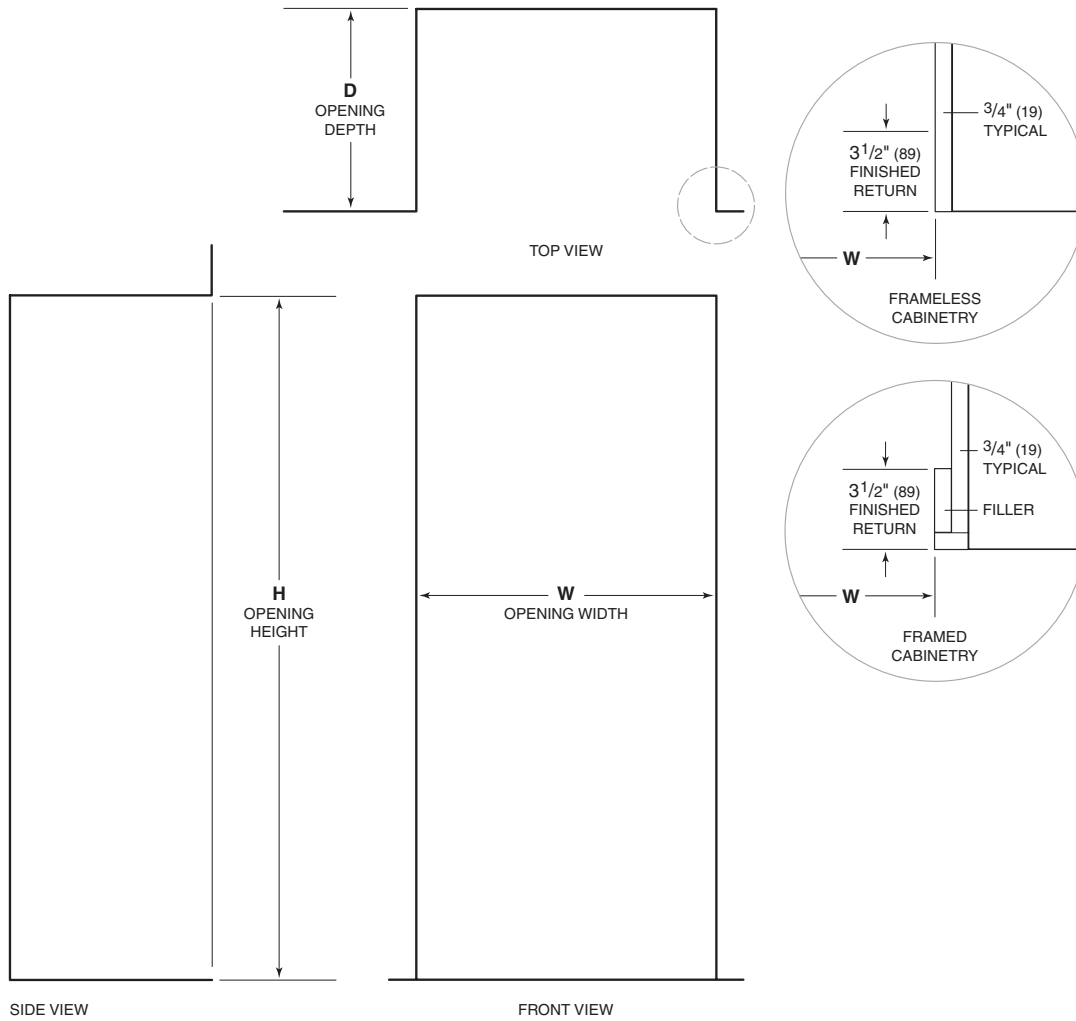 D
OPENING
DEPTH
TOP VIEW
3/4" (19)
TYPICAL
3 1/2" (89)
FINISHED
RETURN
W
FRAMELESS
CABINETRY
3/4" (19)
TYPICAL
3 1/2" (89)
FINISHED
RETURN
FILLER
W
FRAMED
CABINETRY
H
OPENING
HEIGHT
W
OPENING WIDTH
SIDE VIEW
FRONT VIEW